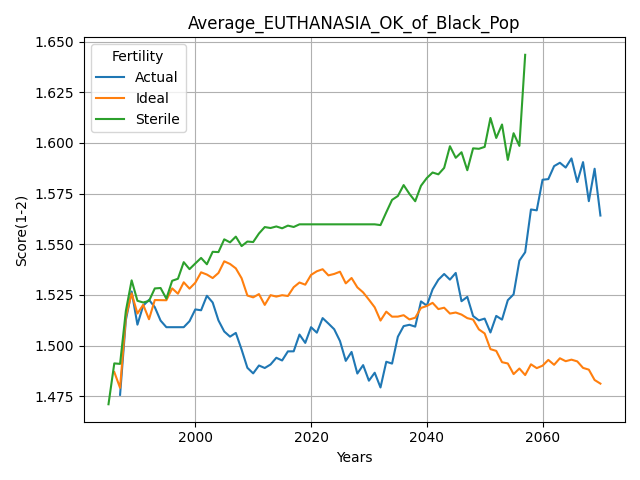 Average_EUTHANASIA_OK_of_Black_Pop
Fertility
Actual
Ideal
Sterile
Score(1-2)
1.650
1.625
1.600
1.575
1.550
1.525
1.500
1.475
2000 2020 2040 2060
Years